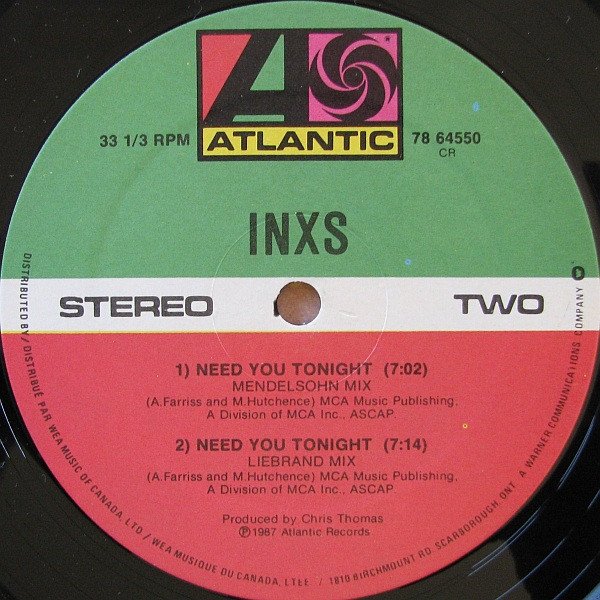 33 1/3 RPM
ATLANTIC
78 64550
CR
INXS
STEREO
TWO
1) NEED YOU TONIGHT (7:02)
MENDELSOHN MIX
(A.Farriss and M.Hutchence) MCA Music Publishing,
A Division of MCA Inc., ASCAP.
2) NEED YOU TONIGHT (7:14)
LIEBRAND MIX
(A.Farriss and M.Hutchence) MCA Music Publishing,
A Division of MCA Inc., ASCAP.
Produced by Chris Thomas
Ⓟ1987 Atlantic Records
DISTRIBUTED BY / DISTRIBUÉ PAR WEA MUSIC OF CANADA, LTD / WEA MUSIQUE DU CANADA, LTEE / 1810 BIRCHMOUNT RD, SCARBOROUGH, ONT. A WARNER COMMUNICATIONS COMPANY